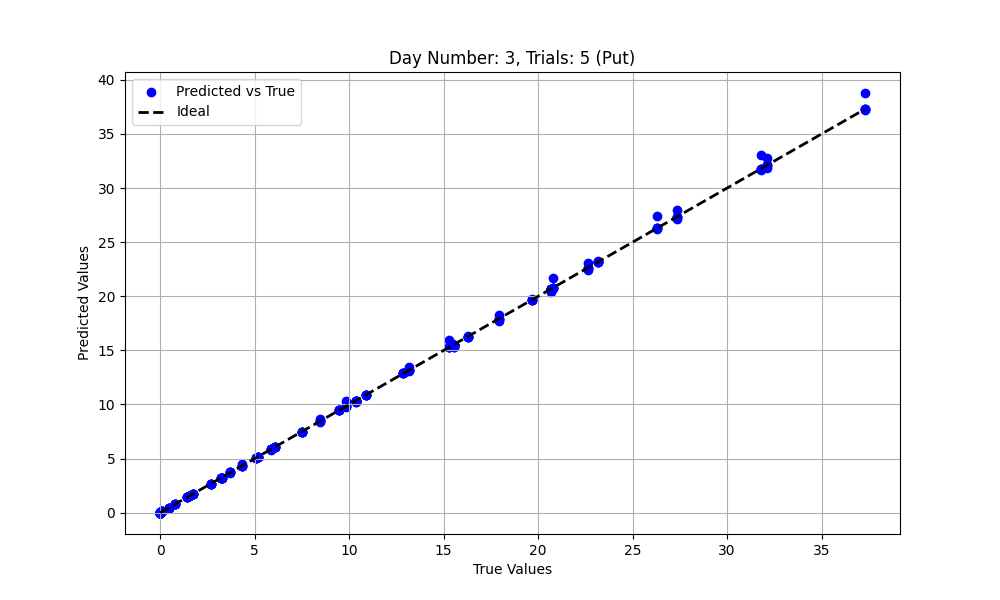 Day Number: 3, Trials: 5 (Put)
Predicted vs True
Ideal
40
35
30
25
20
15
10
5
0
Predicted Values
0 5 10 15 20 25 30 35
True Values